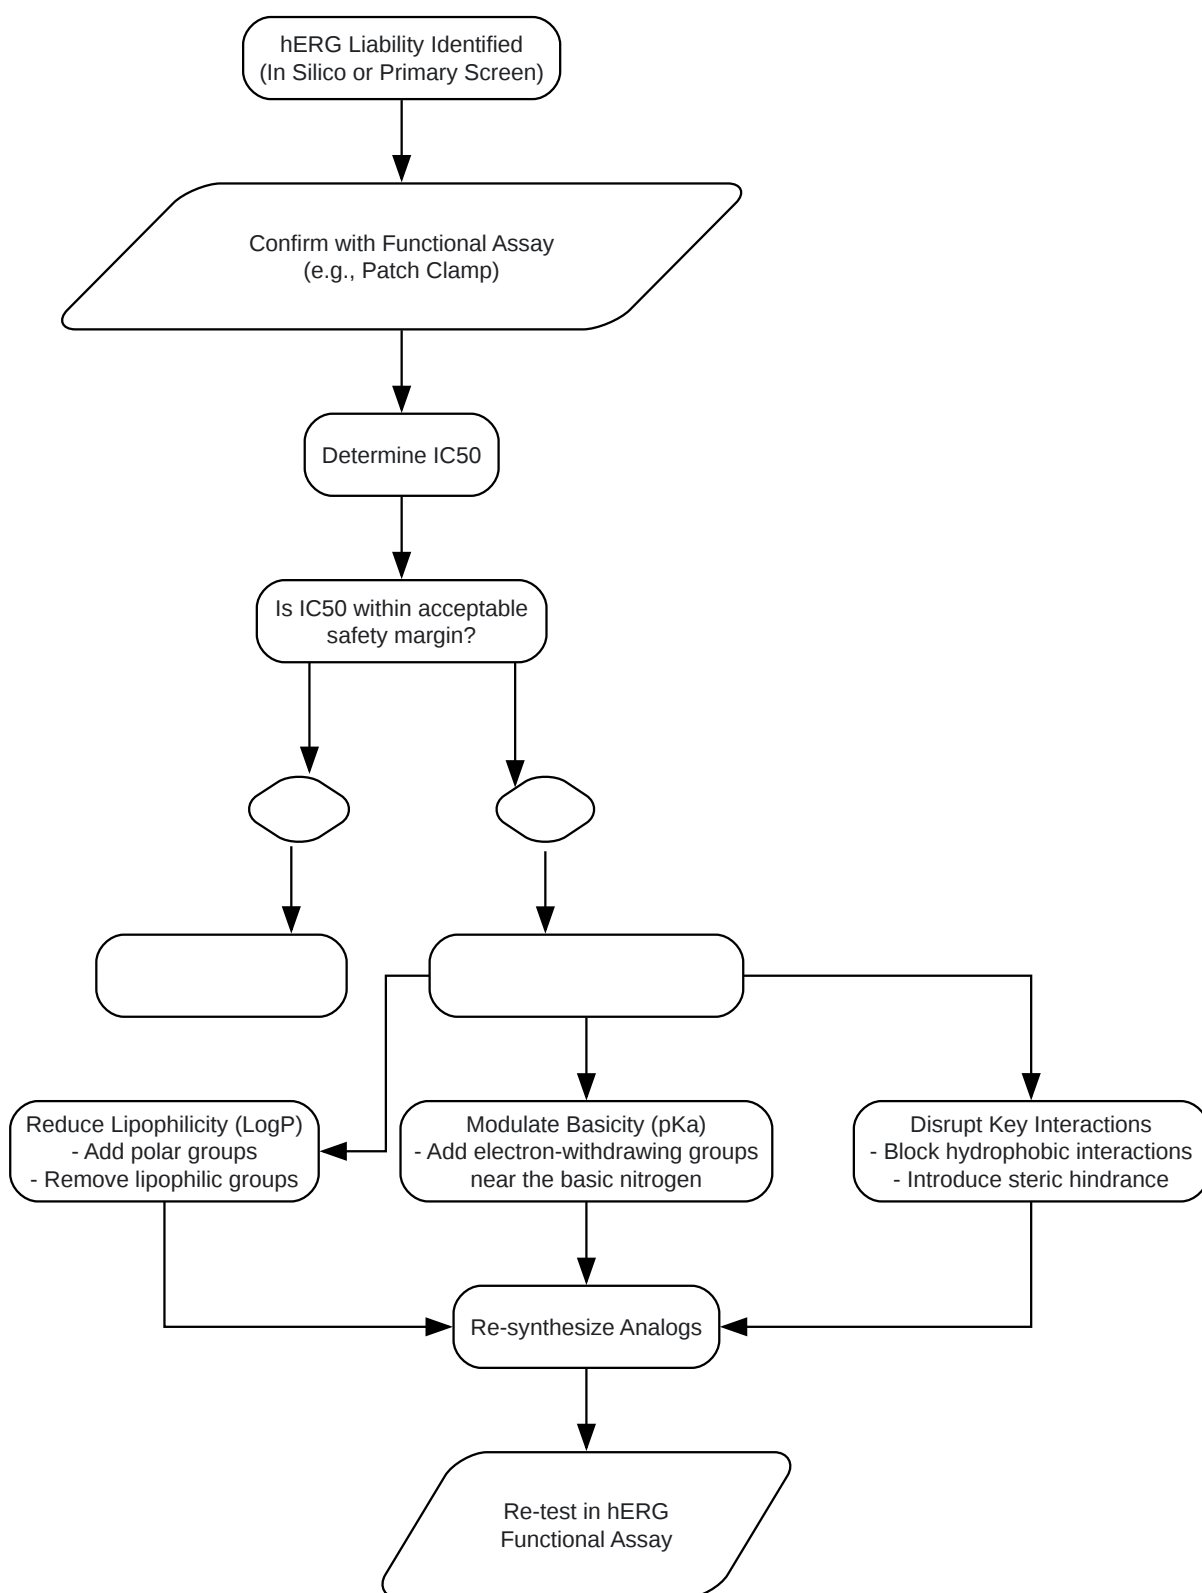 hERG Liability Identified
(In Silico or Primary Screen)
Confirm with Functional Assay
(e.g., Patch Clamp)
Determine IC50
Is IC50 within acceptable
safety margin?
Reduce Lipophilicity (LogP)
- Add polar groups
- Remove lipophilic groups
Modulate Basicity (pKa)
- Add electron-withdrawing groups
near the basic nitrogen
Disrupt Key Interactions
- Block hydrophobic interactions
- Introduce steric hindrance
Re-synthesize Analogs
Re-test in hERG
Functional Assay